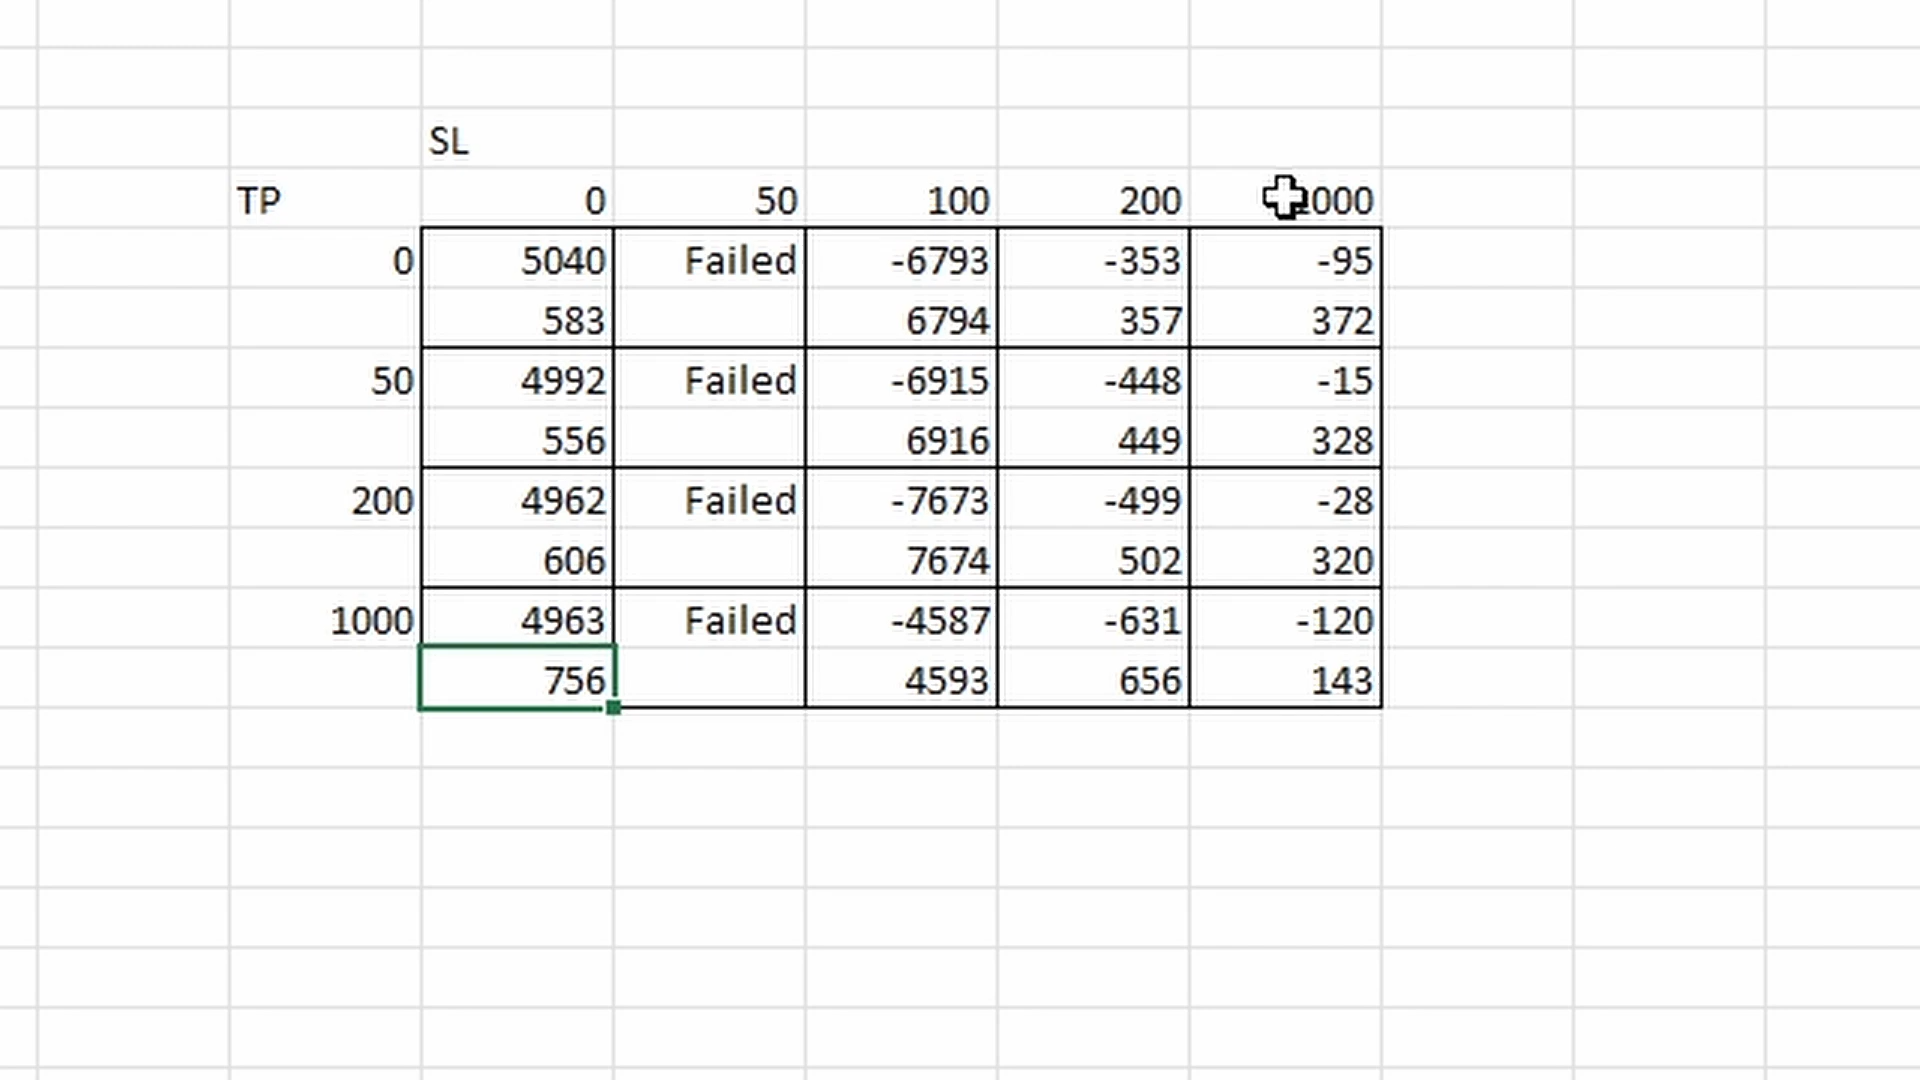 SL
TP 0 50 100 200 000
0 5040 Failed -6793 -353 -95
583 6794 357 372
50 4992 Failed -6915 -448 -15
556 6916 449 328
200 4962 Failed -7673 -499 -28
606 7674 502 320
1000 4963 Failed -4587 -631 -120
756 4593 656 143